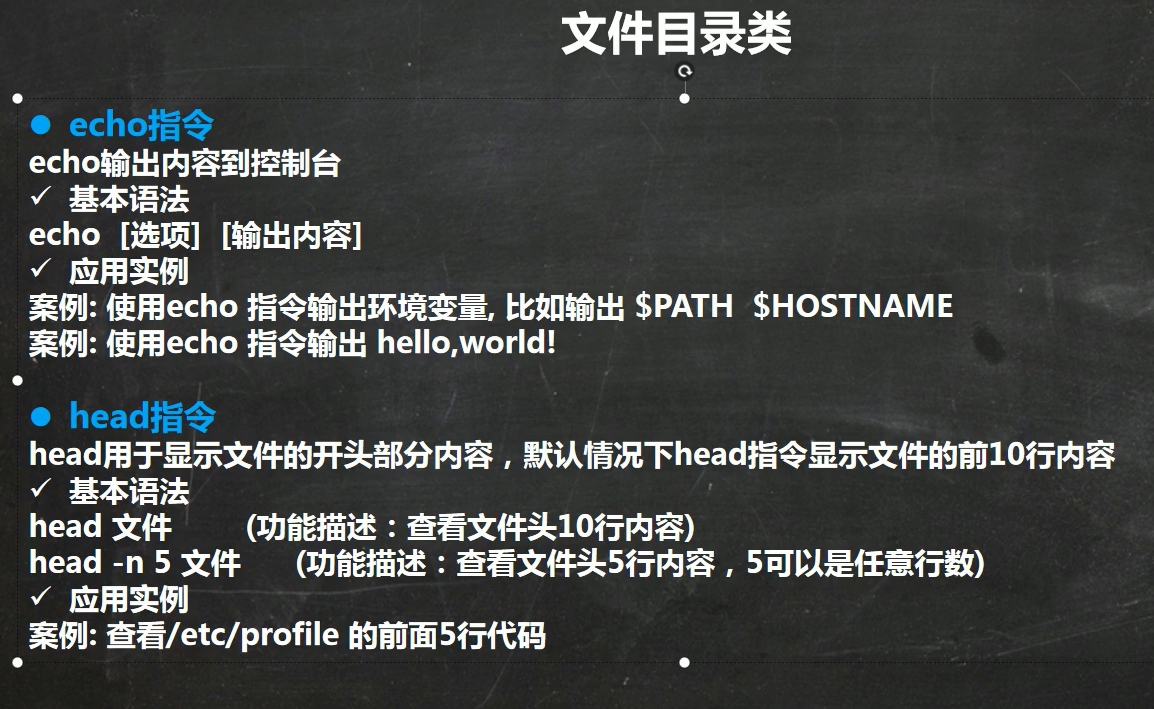 文件目录类
● echo指令
echo输出内容到控制台
✓ 基本语法
echo [选项] [输出内容]
✓ 应用实例
案例: 使用echo 指令输出环境变量, 比如输出 $PATH $HOSTNAME
案例: 使用echo 指令输出 hello,world!
● head指令
head用于显示文件的开头部分内容，默认情况下head指令显示文件的前10行内容
✓ 基本语法
head 文件 (功能描述：查看文件头10行内容)
head -n 5 文件 (功能描述：查看文件头5行内容，5可以是任意行数)
✓ 应用实例
案例: 查看/etc/profile 的前面5行代码